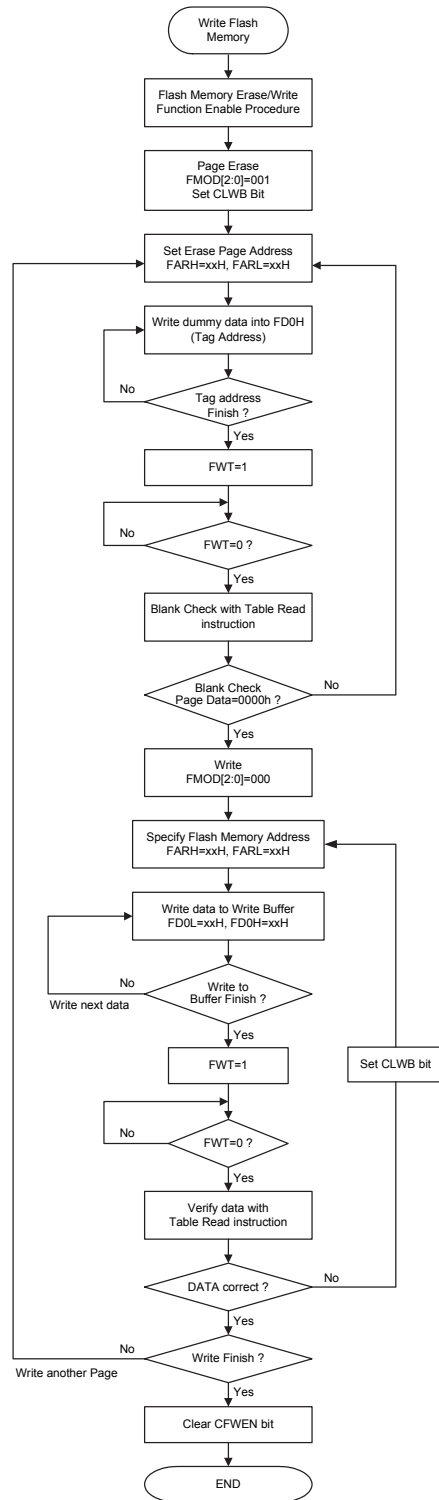 Write Flash
Memory
Flash Memory Erase/Write
Function Enable Procedure
Page Erase
FMOD[2:0]=001
Set CLWB Bit
Set Erase Page Address
FARH=xxH, FARL=xxH
Write dummy data into FD0H
(Tag Address)
No
Tag address
Finish ?
Yes
FWT=1
No
FWT=0 ?
Yes
Blank Check with Table Read
instruction
Blank Check
Page Data=0000h ?
No
Yes
Write
FMOD[2:0]=000
Specify Flash Memory Address
FARH=xxH, FARL=xxH
Write data to Write Buffer
FD0L=xxH, FD0H=xxH
No
Write to
Buffer Finish ?
Write next data
Yes
FWT=1
Set CLWB bit
No
FWT=0 ?
Yes
Verify data with
Table Read instruction
DATA correct ?
No
Yes
No
Write Finish ?
Write another Page
Yes
Clear CFWEN bit
END